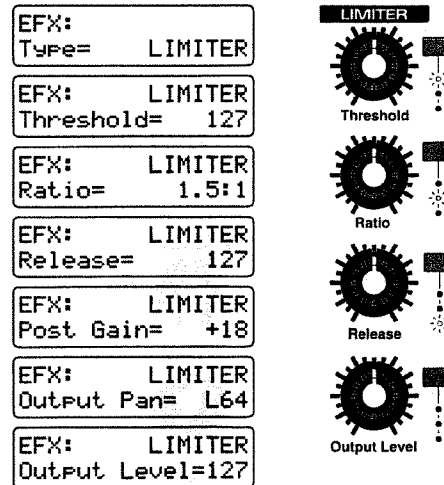 EFX:
Type= LIMITER
EFX: LIMITER
Threshold= 127
EFX: LIMITER
Ratio= 1.5:1
EFX: LIMITER
Release= 127
EFX: LIMITER
Post Gain= +18
EFX: LIMITER
Output Pan= L64
EFX: LIMITER
Output Level=127
LIMITER
Threshold
Ratio
Release
Output Level